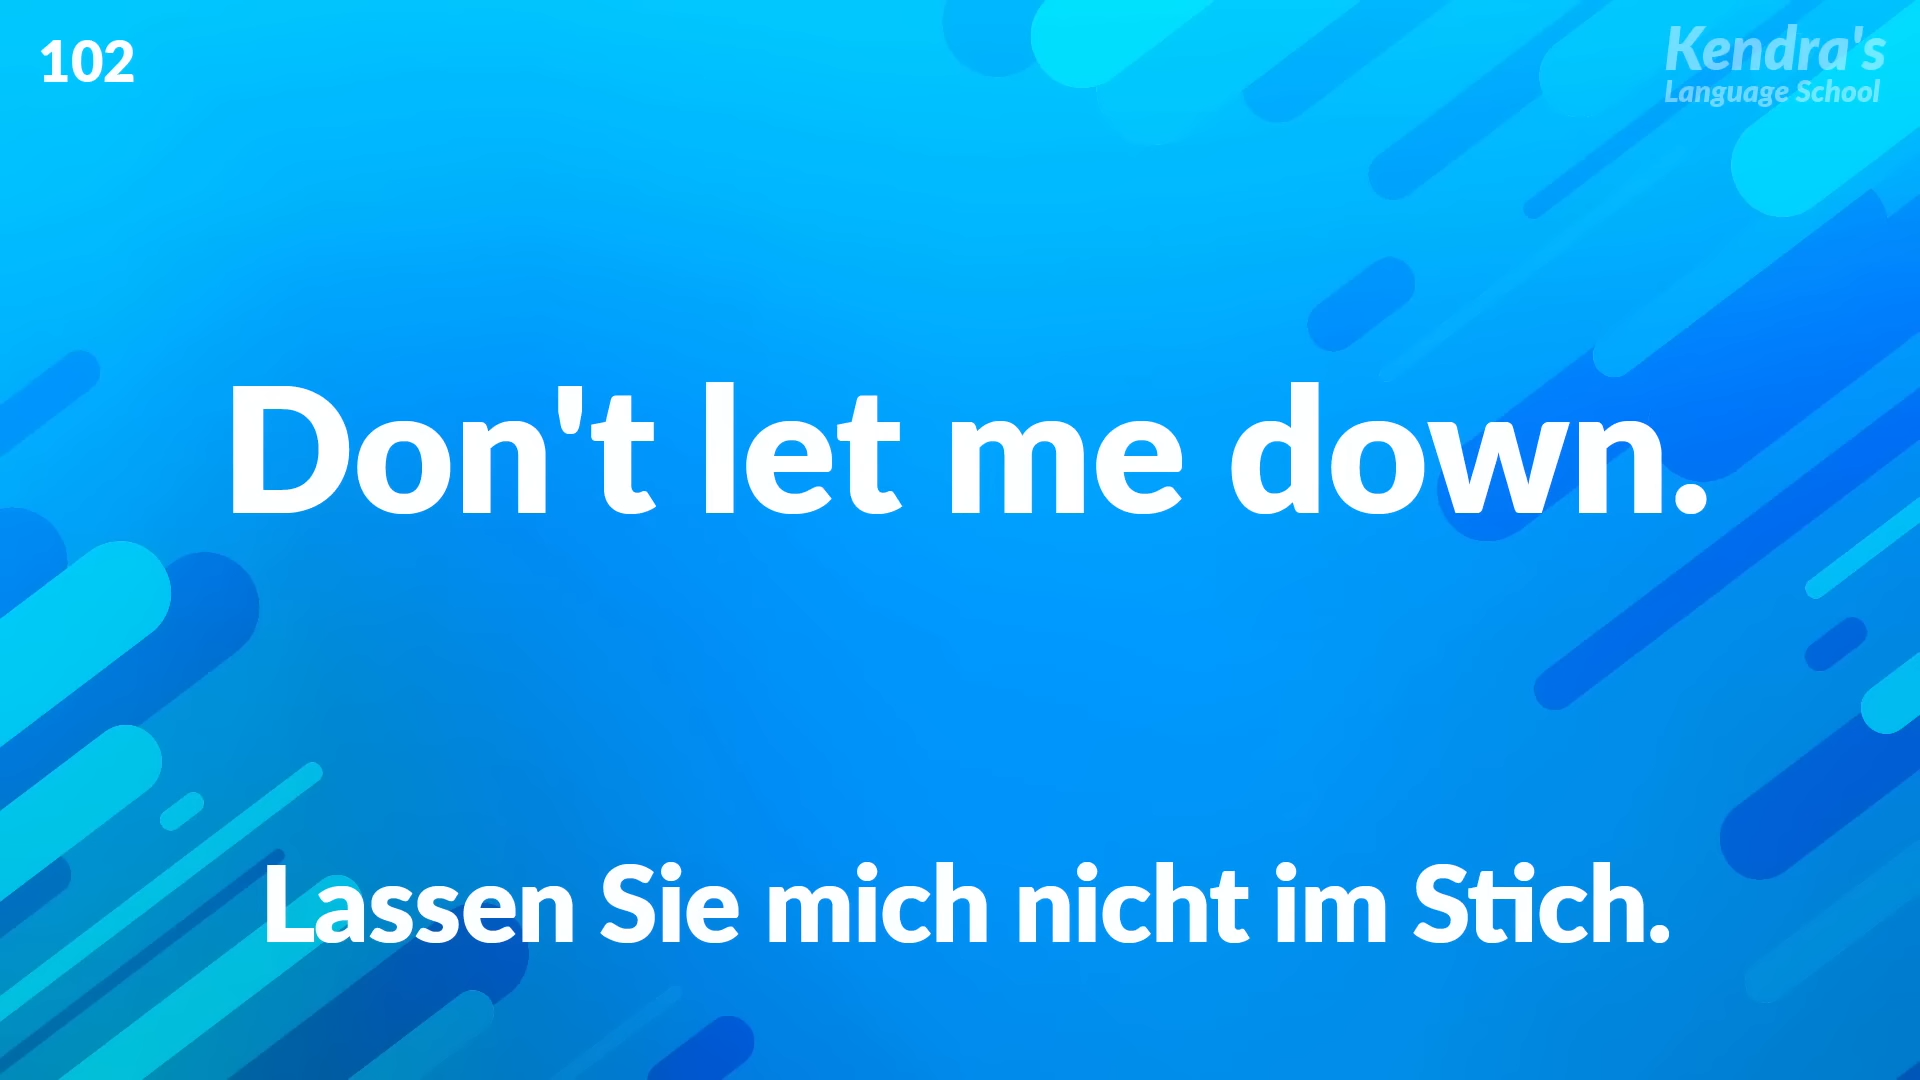 102
Kendra's
Language School
Don't let me down.
Lassen Sie mich nicht im Stich.